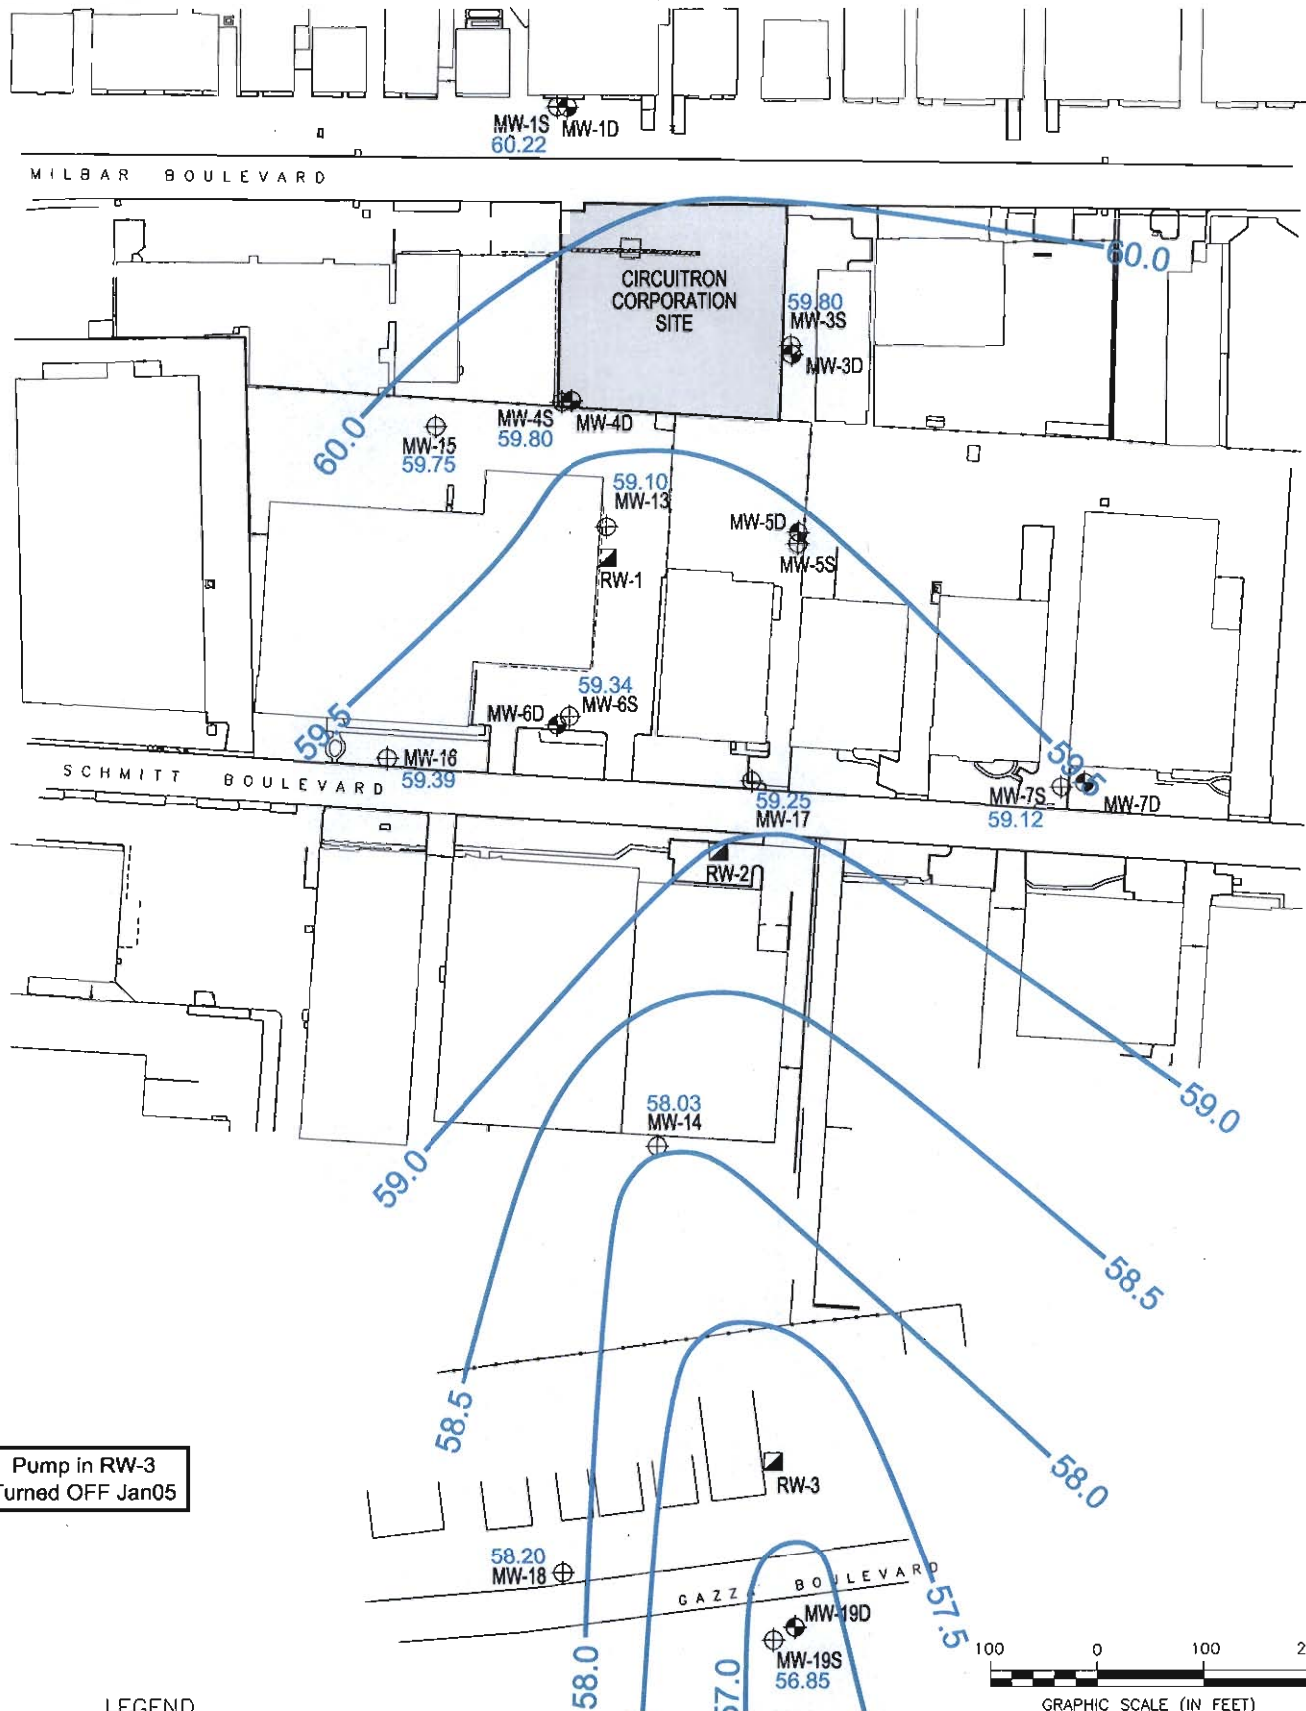 MW-1S
MW-1D
60.22
MILBAR BOULEVARD
60.0
CIRCUITRON
CORPORATION
SITE
59.80
MW-3S
MW-3D
MW-4S
MW-4D
59.80
60.0
MW-15
59.75
59.10
MW-13
MW-5D
MW-5S
RW-1
59.34
MW-6S
MW-6D
59.5
MW-16
59.39
SCHMITT BOULEVARD
59.5
MW-7S
MW-7D
59.12
59.25
MW-17
RW-2
59.0
58.03
MW-14
59.0
58.5
58.5
58.0
Pump in RW-3
Turned OFF Jan05
RW-3
58.20
MW-18
GAZZA BOULEVARD
57.5
MW-19D
MW-19S
56.85
58.0
57.0
100 0 100
GRAPHIC SCALE (IN FEET)
LEGEND